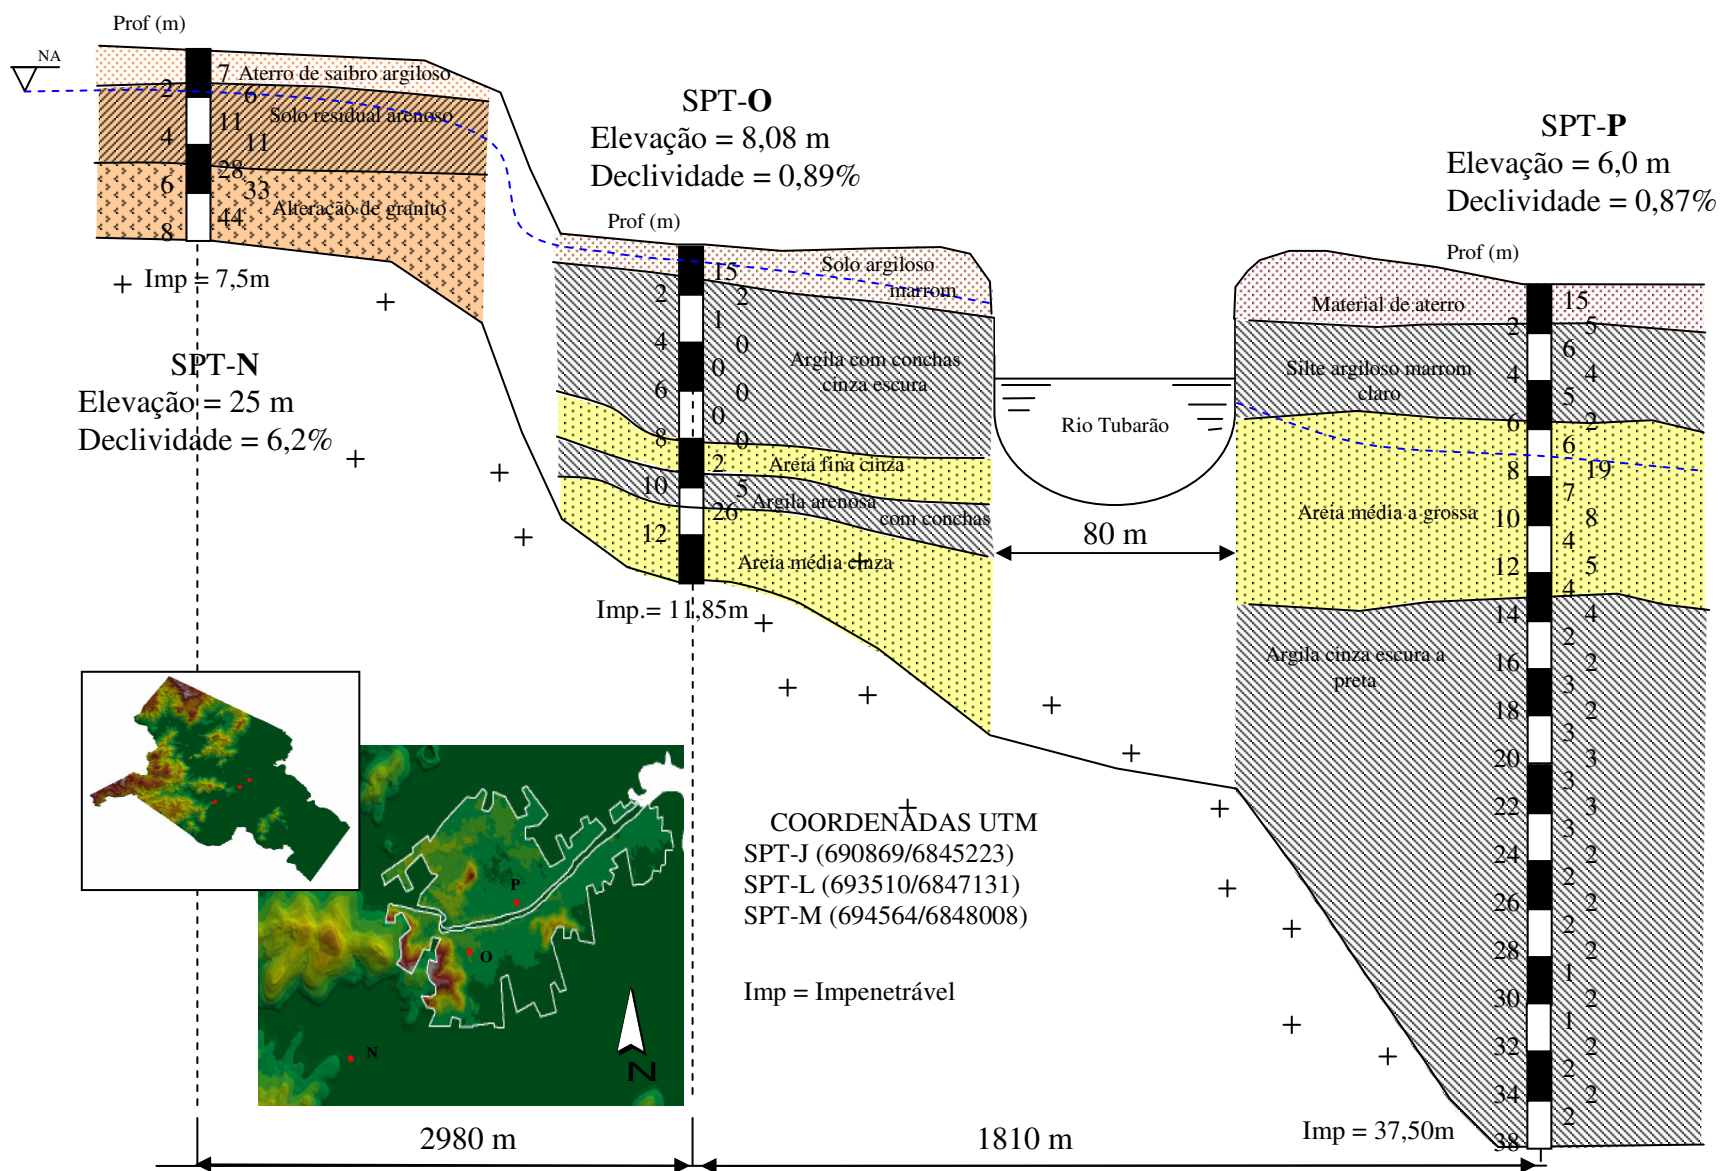 Prof (m)
NA
Aterro de saibro argiloso
Solo residual arenoso
Alteração de granito
2
4
6
8
7
6
11
11
28
33
44
Imp = 7,5m
SPT-N
Elevação = 25 m
Declividade = 6,2%
SPT-O
Elevação = 8,08 m
Declividade = 0,89%
Prof (m)
Solo argiloso
marrom
Argila com conchas
cinza escura
Areia fina cinza
Argila arenosa
com conchas
Areia média cinza
2
4
6
8
10
12
15
2
1
0
0
0
0
0
2
5
26
Imp.= 11,85m
Rio Tubarão
80 m
SPT-P
Elevação = 6,0 m
Declividade = 0,87%
Prof (m)
Material de aterro
Silte argiloso marrom
claro
Areia média a grossa
Argila cinza escura a
preta
2
4
6
8
10
12
14
16
18
20
22
24
26
28
30
32
34
38
15
5
6
4
5
2
6
19
7
8
4
5
4
4
2
2
3
2
3
3
3
3
3
2
2
2
2
2
1
2
1
2
2
2
2
Imp = 37,50m
COORDENADAS UTM
SPT-J (690869/6845223)
SPT-L (693510/6847131)
SPT-M (694564/6848008)
Imp = Impenetrável
P
O
N
N
2980 m
1810 m